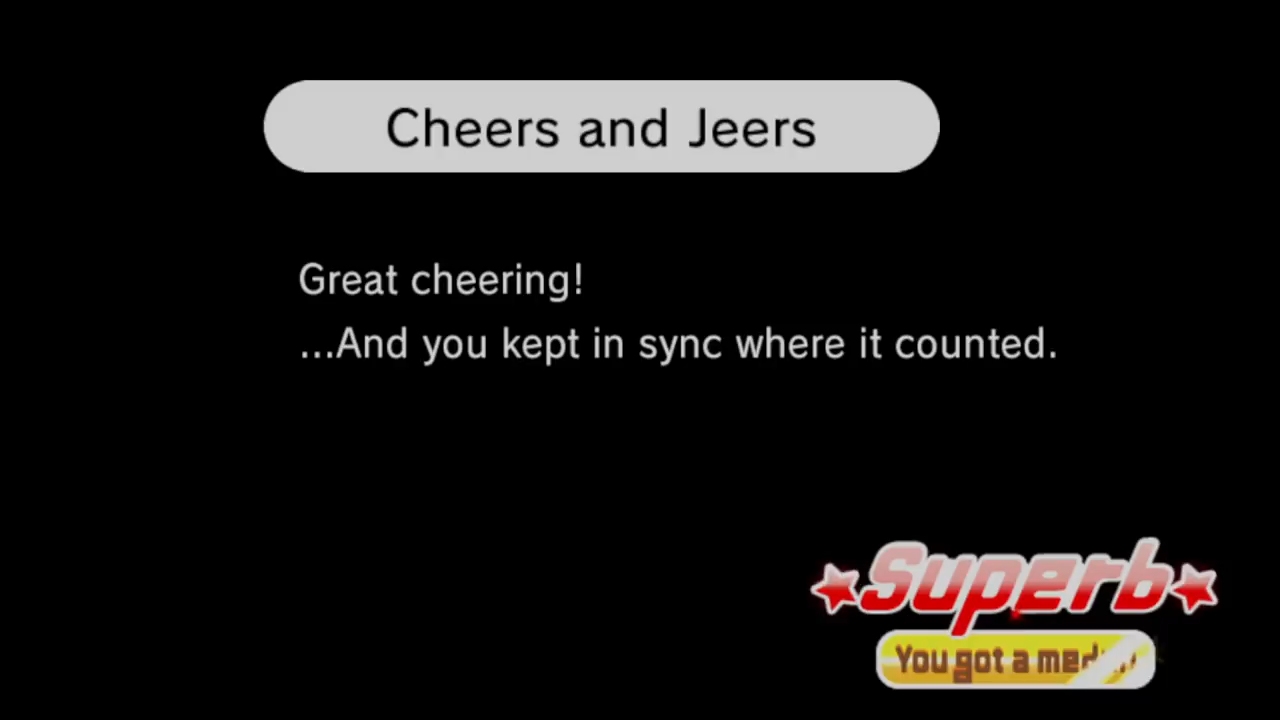 Cheers and Jeers
Great cheering!
...And you kept in sync where it counted.
Superb
You got a